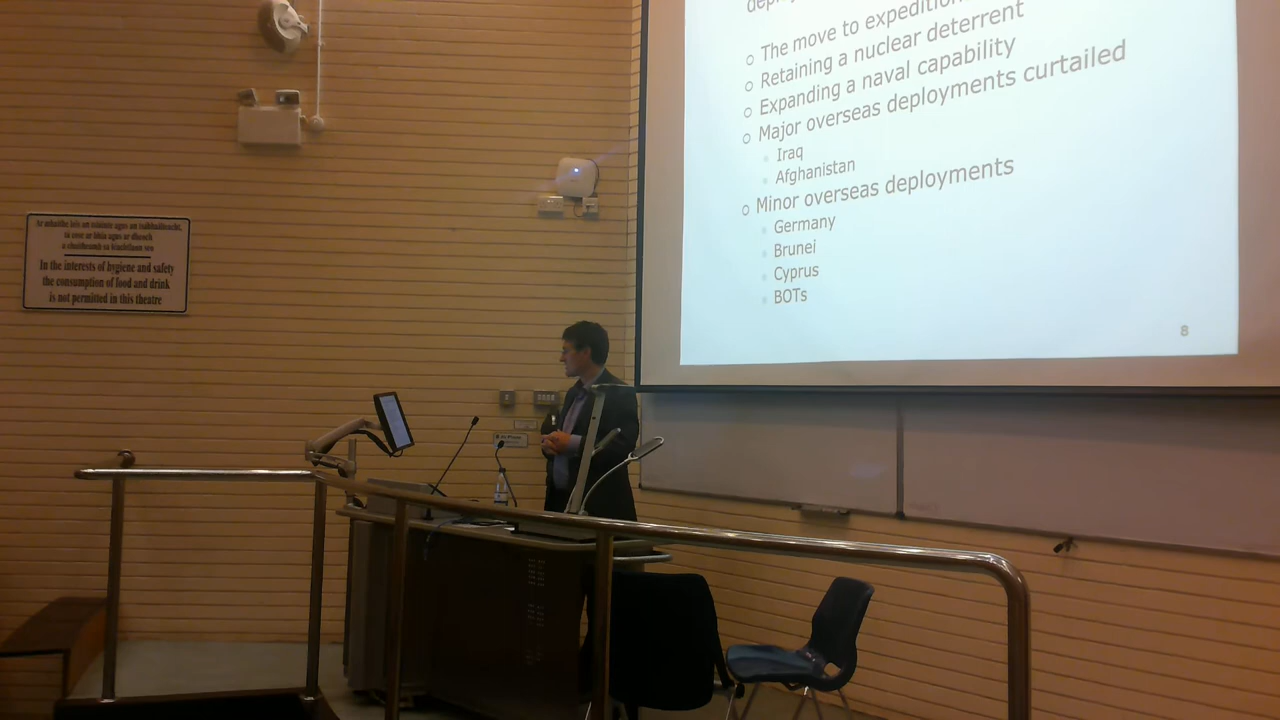 The move to expedition
Retaining a nuclear deterrent
Expanding a naval capability
Major overseas deployments curtailed
Iraq
Afghanistan
Minor overseas deployments
Germany
Brunei
Cyprus
BOTs
8
In the interests of hygiene and safety
the consumption of food and drink
is not permitted in this theatre